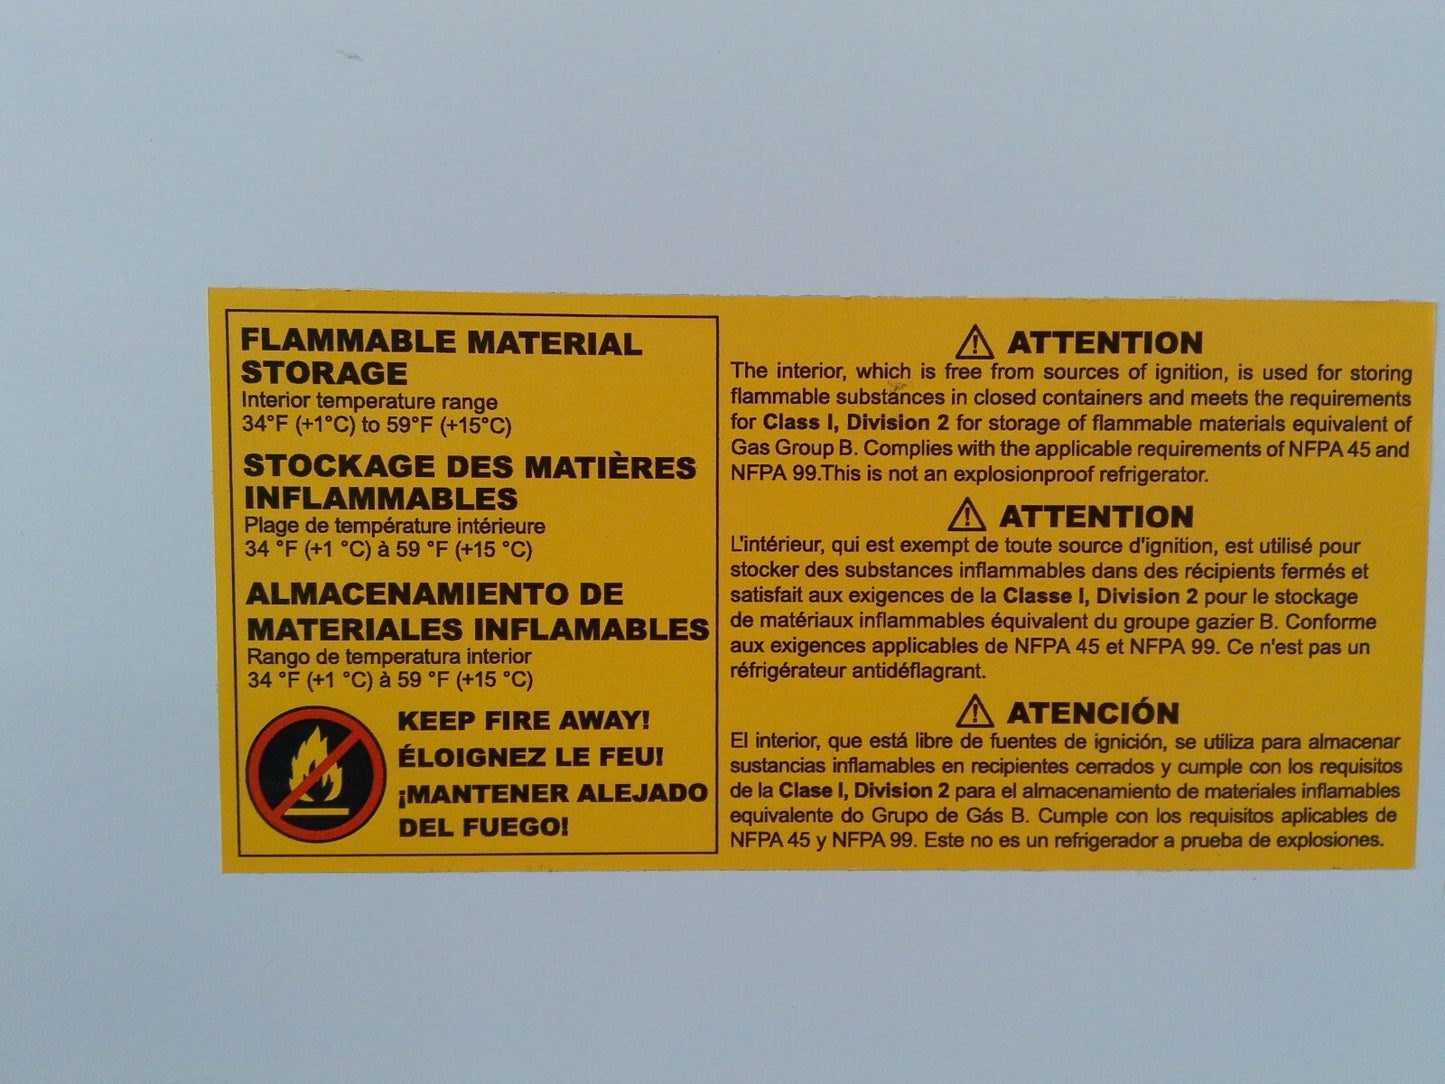 FLAMMABLE MATERIAL
STORAGE
Interior temperature range
34°F (+1°C) to 59°F (+15°C)
STOCKAGE DES MATIÈRES
INFLAMMABLES
Plage de température intérieure
34 °F (+1 °C) à 59 °F (+15 °C)
ALMACENAMIENTO DE
MATERIALES INFLAMABLES
Rango de temperatura interior
34 °F (+1 °C) à 59 °F (+15 °C)
KEEP FIRE AWAY!
ÉLOIGNEZ LE FEU!
¡MANTENER ALEJADO
DEL FUEGO!
ATTENTION
The interior, which is free from sources of ignition, is used for storing
flammable substances in closed containers and meets the requirements
for Class I, Division 2 for storage of flammable materials equivalent of
Gas Group B. Complies with the applicable requirements of NFPA 45 and
NFPA 99.This is not an explosionproof refrigerator.
ATTENTION
L'intérieur, qui est exempt de toute source d'ignition, est utilisé pour
stocker des substances inflammables dans des récipients fermés et
satisfait aux exigences de la Classe I, Division 2 pour le stockage
de matériaux inflammables équivalent du groupe gazier B. Conforme
aux exigences applicables de NFPA 45 et NFPA 99. Ce n'est pas un
réfrigérateur antidéflagrant.
ATENCIÓN
El interior, que está libre de fuentes de ignición, se utiliza para almacenar
sustancias inflamables en recipientes cerrados y cumple con los requisitos
de la Clase I, Division 2 para el almacenamiento de materiales inflamables
equivalente do Grupo de Gás B. Cumple con los requisitos aplicables de
NFPA 45 y NFPA 99. Este no es un refrigerador a prueba de explosiones.